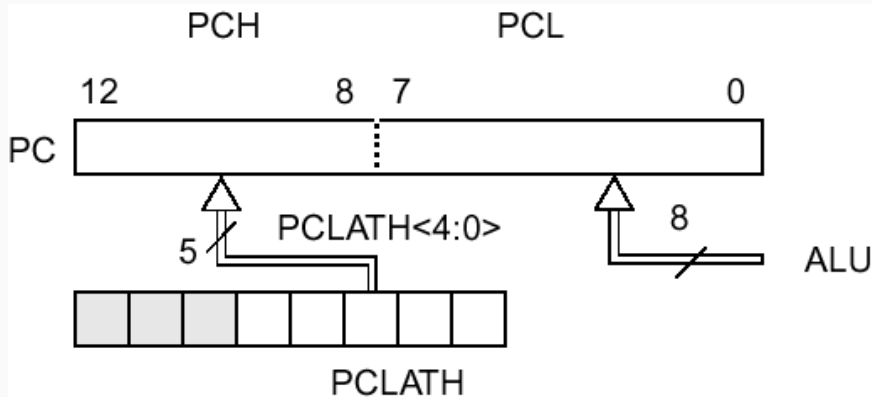 PCH PCL
12 8 7 0
PC
5 PCLATH<4:0> 8
ALU
PCLATH